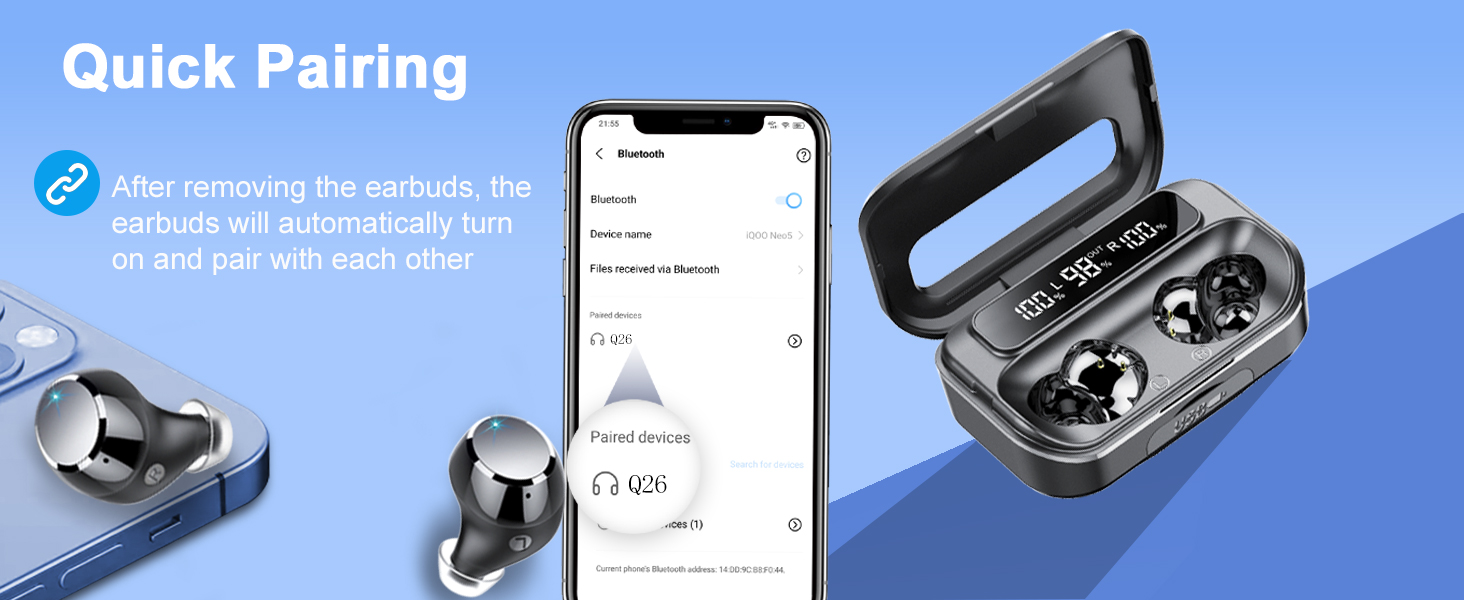 Quick Pairing
After removing the earbuds, the
earbuds will automatically turn
on and pair with each other
21:55
Bluetooth
?
Bluetooth
Device name
iQOO Neo5
Files received via Bluetooth
Paired devices
Q26
Paired devices
Q26
Search for devices
(1)
Current phone's Bluetooth address: 14:DD:9C:B8:F0:44.
100% L 98% OUT R 100%
R
L
R
L